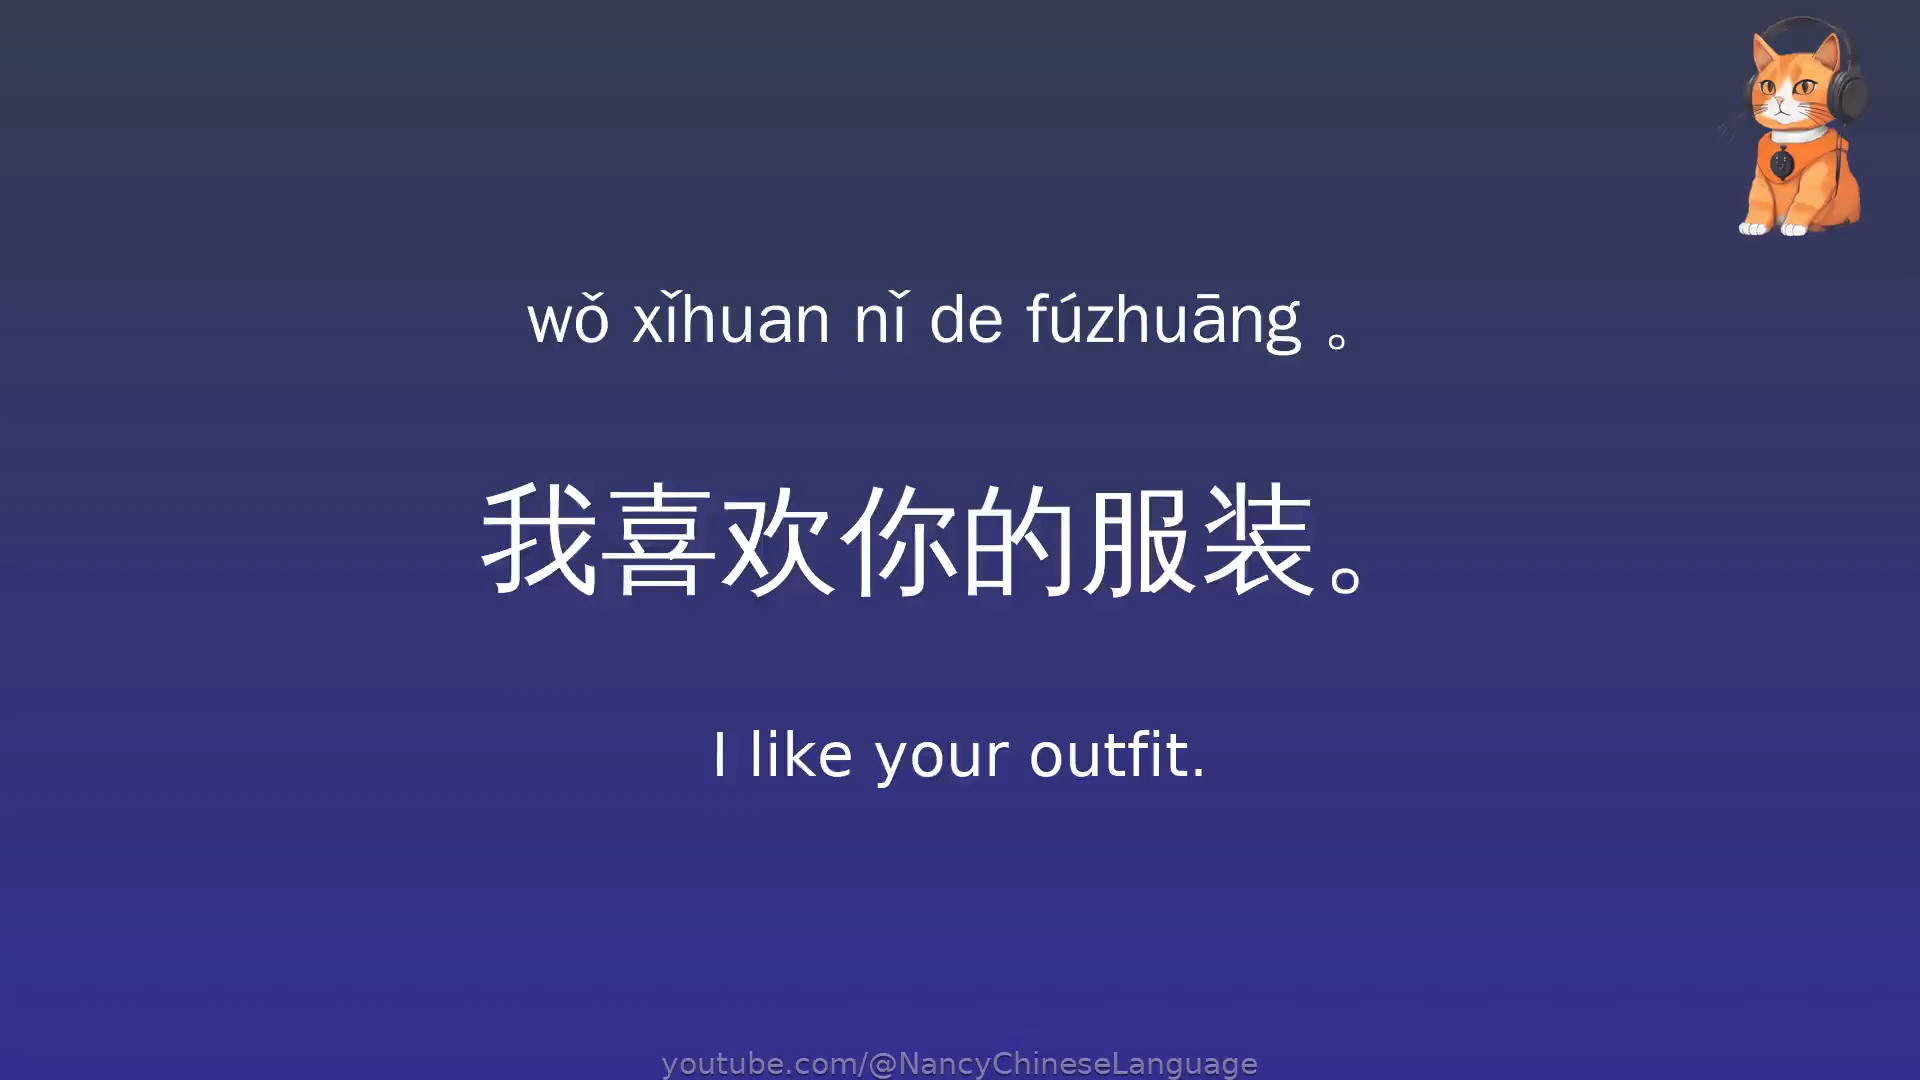 wǒ xǐhuan nǐ de fúzhuāng 。
我喜欢你的服装。
I like your outfit.
youtube.com/@NancyChineseLanguage